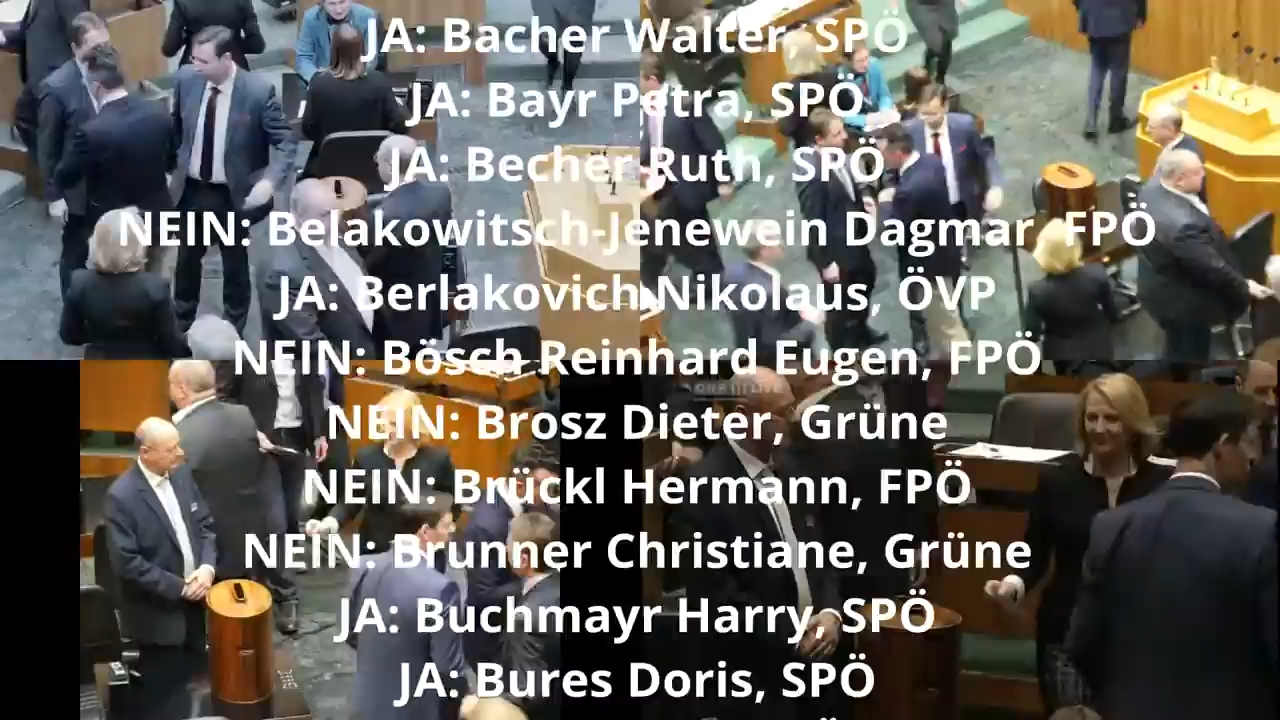 JA: Bacher Walter, SPÖ
JA: Bayr Petra, SPÖ
JA: Becher Ruth, SPÖ
NEIN: Belakowitsch-Jenewein Dagmar, FPÖ
JA: Berlakovich Nikolaus, ÖVP
NEIN: Bösch Reinhard Eugen, FPÖ
NEIN: Brosz Dieter, Grüne
NEIN: Brückl Hermann, FPÖ
NEIN: Brunner Christiane, Grüne
JA: Buchmayr Harry, SPÖ
JA: Bures Doris, SPÖ